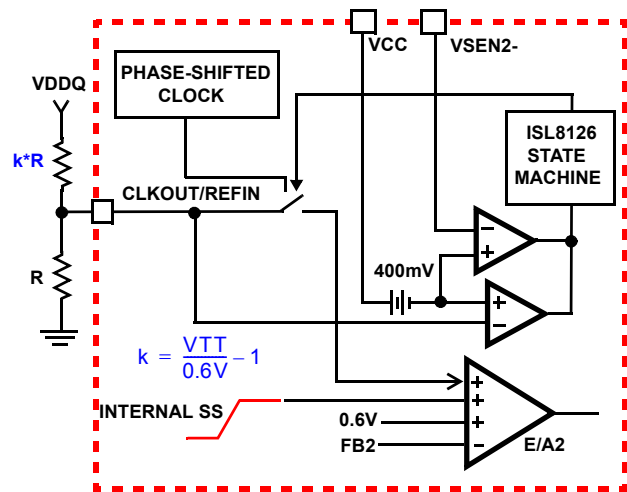 VCC
VSEN2-
PHASE-SHIFTED
CLOCK
VDDQ
ISL8126
STATE
MACHINE
k*R
CLKOUT/REFIN
R
400mV
k = VTT/0.6V – 1
INTERNAL SS
0.6V
FB2
E/A2
−
+
+
−
+
+
+
−